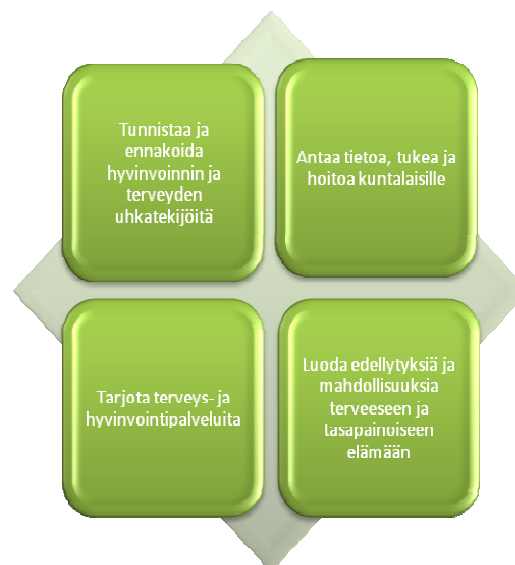 Tunnistaa ja
ennakoida
hyvinvoinnin ja
terveyden
uhkatekijöitä
Antaa tietoa, tukea ja
hoitoa kuntalaisille
Tarjota terveys- ja
hyvinvointipalveluita
Luoda edellytyksiä ja
mahdollisuuksia
terveeseen ja
tasapainoiseen
elämään